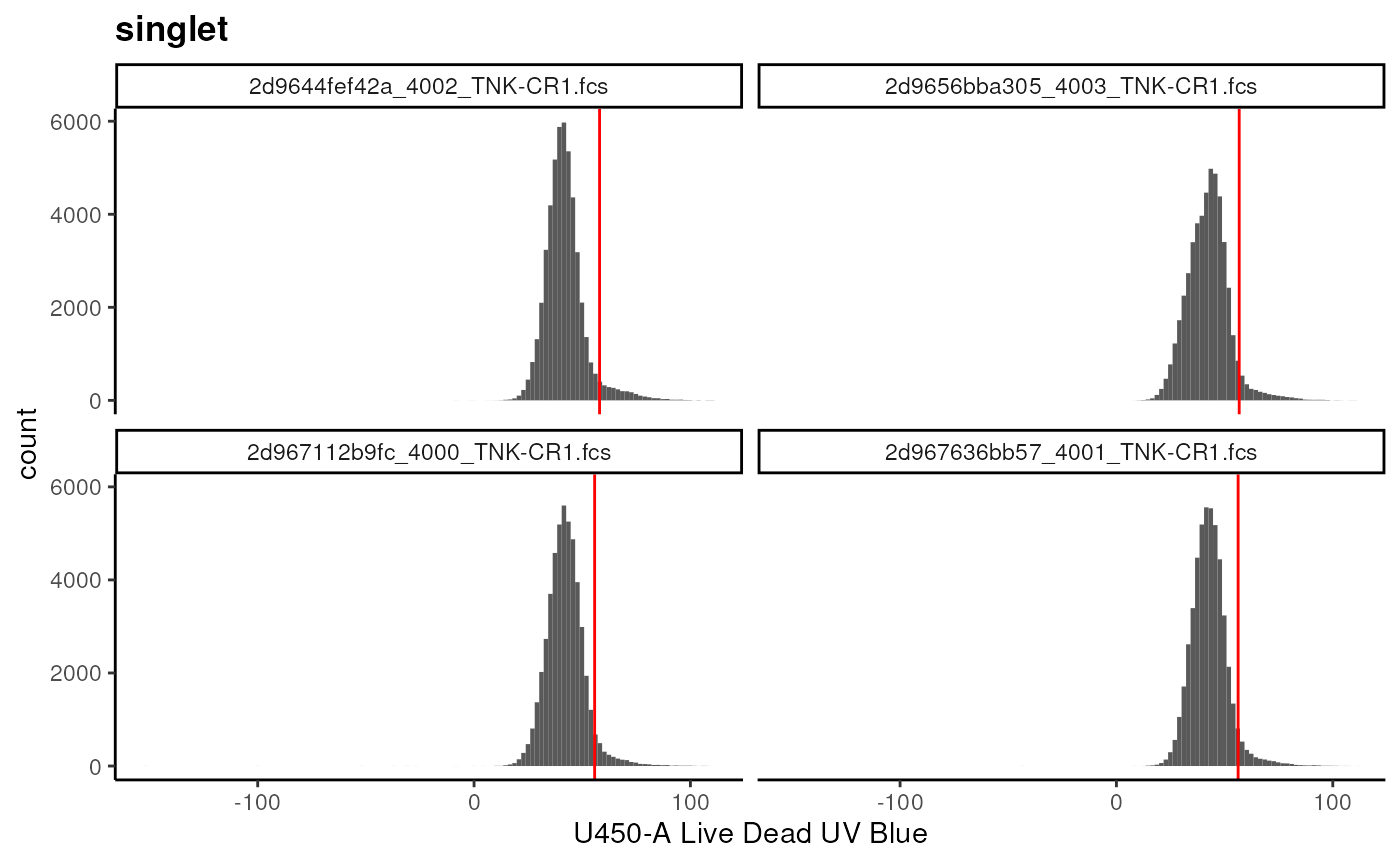 singlet
2d9644fef42a_4002_TNK-CR1.fcs
2d9656bba305_4003_TNK-CR1.fcs
6000
4000
2000
0
count
2d967112b9fc_4000_TNK-CR1.fcs
2d967636bb57_4001_TNK-CR1.fcs
6000
4000
2000
0
-100 0 100
-100 0 100
U450-A Live Dead UV Blue